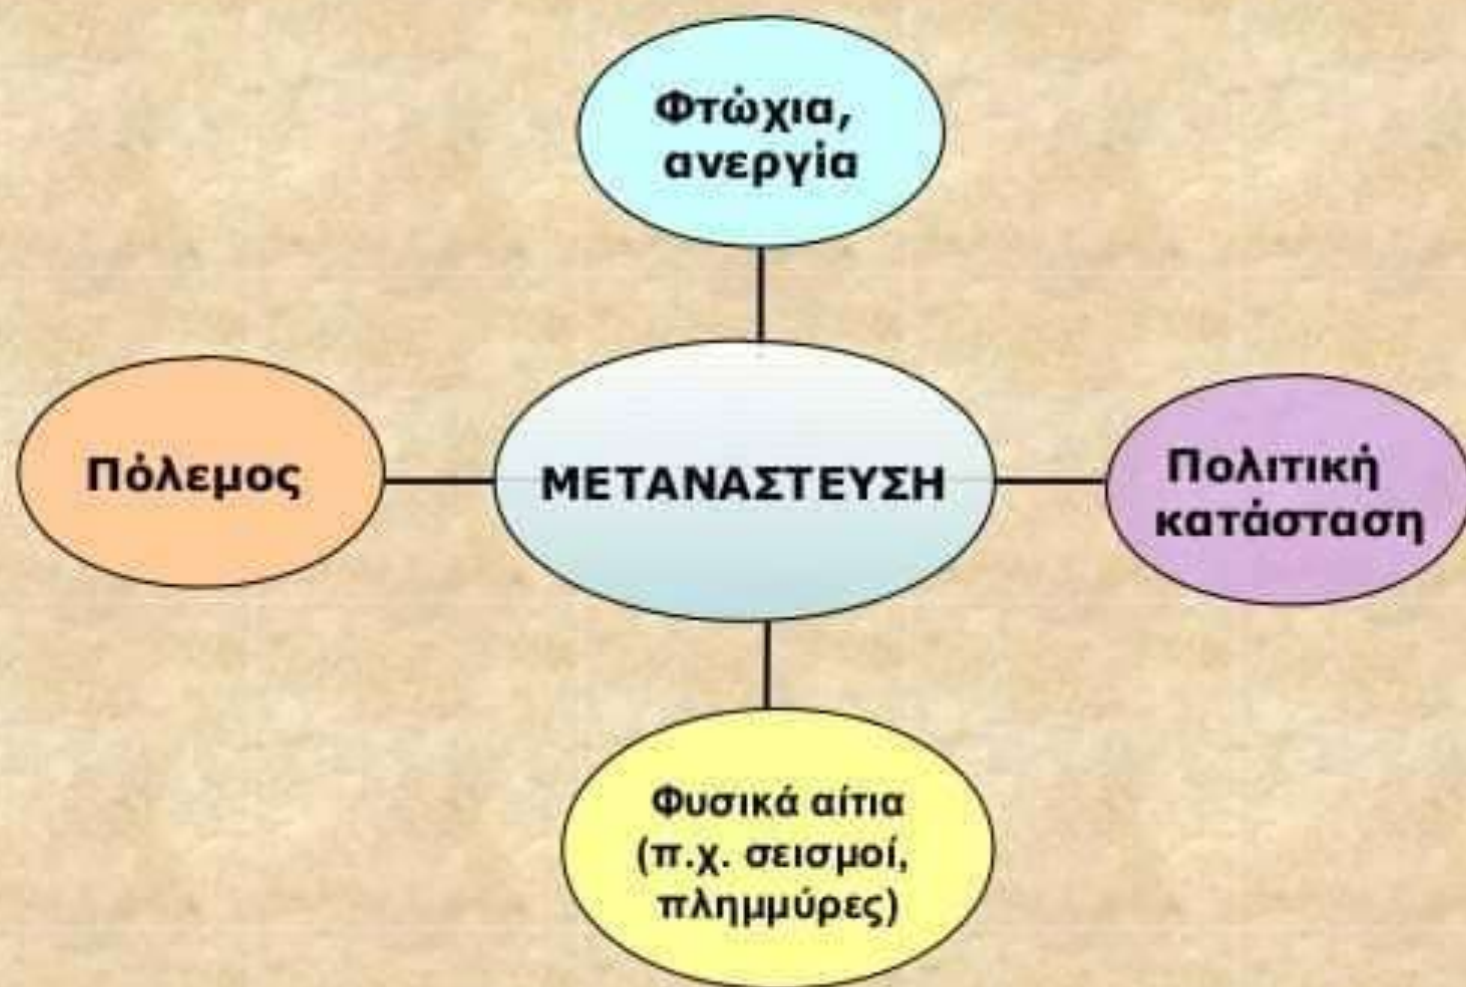 Φτώχια,
ανεργία
Πόλεμος
ΜΕΤΑΝΑΣΤΕΥΣΗ
Πολιτική
κατάσταση
Φυσικά αίτια
(π.χ. σεισμοί,
πλημμύρες)